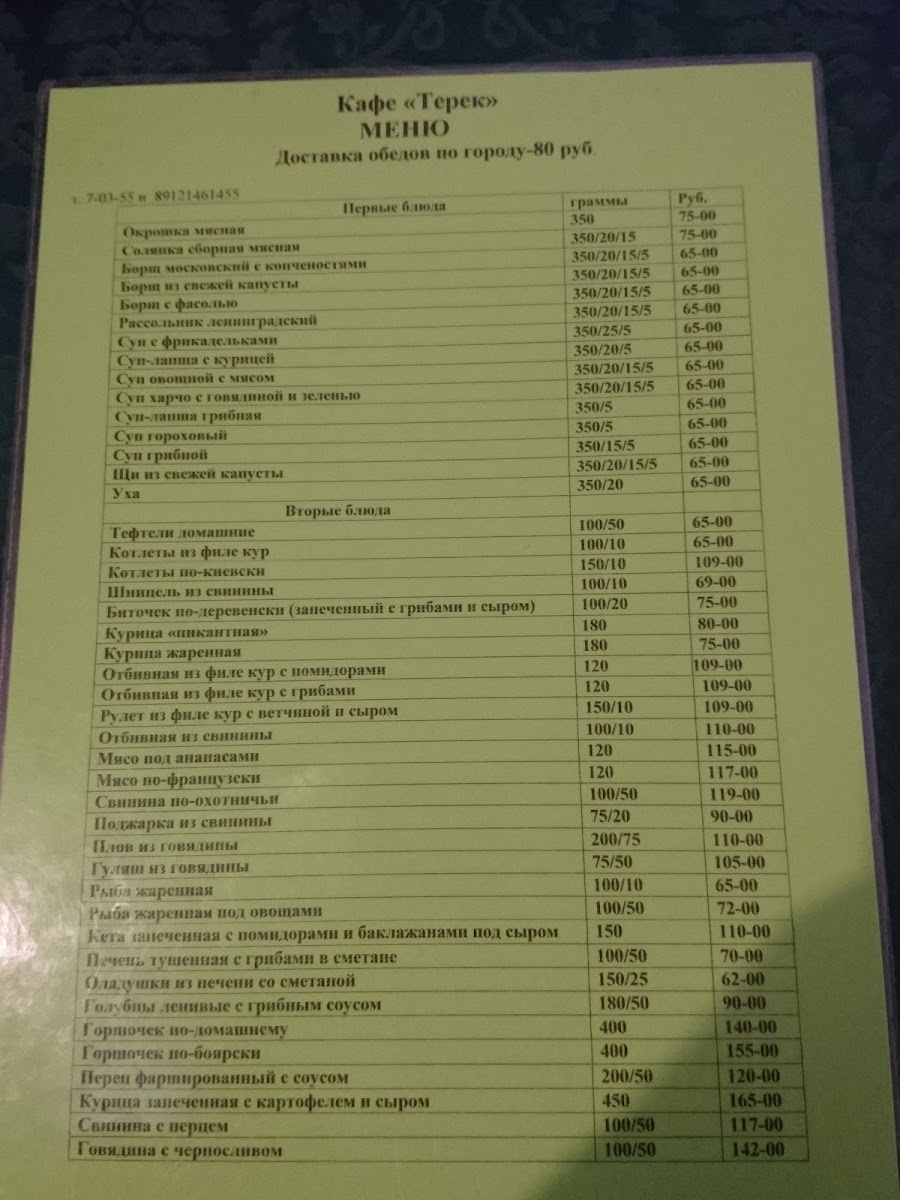 Кафе «Терек»
МЕНЮ
Доставка обедов по городу-80 руб.
т. 7-03-55 и 89121461455
Первые блюда граммы Руб.
Окрошка мясная 350 75-00
Солянка сборная мясная 350/20/15 75-00
Борщ московский с копченостями 350/20/15/5 65-00
Борщ из свежей капусты 350/20/15/5 65-00
Борщ с фасолью 350/20/15/5 65-00
Рассольник ленинградский 350/20/15/5 65-00
Суп с фрикадельками 350/25/5 65-00
Суп-лапша с курицей 350/20/5 65-00
Суп овощной с мясом 350/20/15/5 65-00
Суп харчо с говядиной и зеленью 350/20/15/5 65-00
Суп-лапша грибная 350/5 65-00
Суп гороховый 350/5 65-00
Суп грибной 350/15/5 65-00
Щи из свежей капусты 350/20/15/5 65-00
Уха 350/20 65-00
Вторые блюда
Тефтели домашние 100/50 65-00
Котлеты из филе кур 100/10 65-00
Котлеты по-киевски 150/10 109-00
Шницель из свинины 100/10 69-00
Биточек по-деревенски (запеченный с грибами и сыром) 100/20 75-00
Курица «пикантная» 180 80-00
Курица жаренная 180 75-00
Отбивная из филе кур с помидорами 120 109-00
Отбивная из филе кур с грибами 120 109-00
Рулет из филе кур с ветчиной и сыром 150/10 109-00
Отбивная из свинины 100/10 110-00
Мясо под ананасами 120 115-00
Мясо по-французски 120 117-00
Свинина по-охотничьи 100/50 119-00
Поджарка из свинины 75/20 90-00
Плов из говядины 200/75 110-00
Гуляш из говядины 75/50 105-00
Рыба жаренная 100/10 65-00
Рыба жаренная под овощами 100/50 72-00
Кета запеченная с помидорами и баклажанами под сыром 150 110-00
Печень тушенная с грибами в сметане 100/50 70-00
Оладушки из печени со сметаной 150/25 62-00
Голубцы ленивые с грибным соусом 180/50 90-00
Горшочек по-домашнему 400 140-00
Горшочек по-боярски 400 155-00
Перец фаршированный с соусом 200/50 120-00
Курица запеченная с картофелем и сыром 450 165-00
Свинина с перцем 100/50 117-00
Говядина с черносливом 100/50 142-00